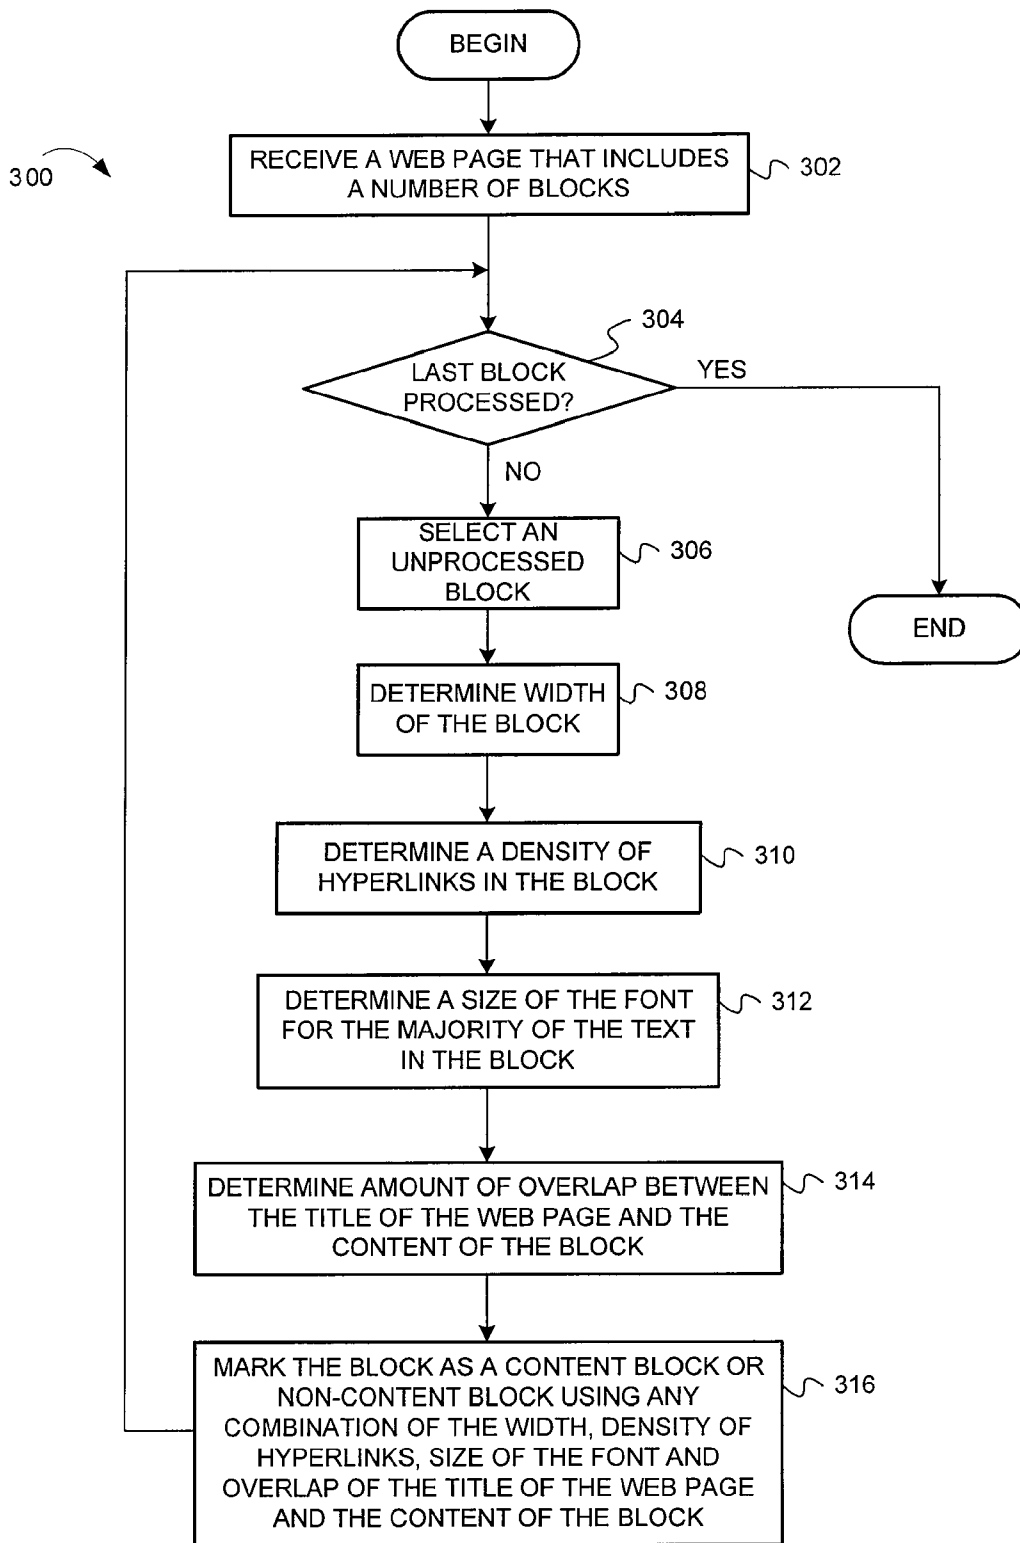 BEGIN
300
RECEIVE A WEB PAGE THAT INCLUDES
A NUMBER OF BLOCKS
302
304
LAST BLOCK
PROCESSED?
YES
NO
SELECT AN
UNPROCESSED
BLOCK
306
END
DETERMINE WIDTH
OF THE BLOCK
308
DETERMINE A DENSITY OF
HYPERLINKS IN THE BLOCK
310
DETERMINE A SIZE OF THE FONT
FOR THE MAJORITY OF THE TEXT
IN THE BLOCK
312
DETERMINE AMOUNT OF OVERLAP BETWEEN
THE TITLE OF THE WEB PAGE AND THE
CONTENT OF THE BLOCK
314
MARK THE BLOCK AS A CONTENT BLOCK OR
NON-CONTENT BLOCK USING ANY
COMBINATION OF THE WIDTH, DENSITY OF
HYPERLINKS, SIZE OF THE FONT AND
OVERLAP OF THE TITLE OF THE WEB PAGE
AND THE CONTENT OF THE BLOCK
316